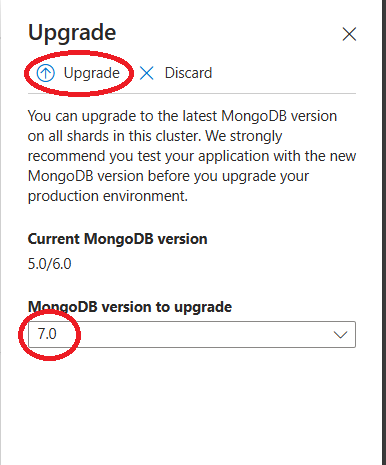 Upgrade
Upgrade Discard
You can upgrade to the latest MongoDB version
on all shards in this cluster. We strongly
recommend you test your application with the new
MongoDB version before you upgrade your
production environment.
Current MongoDB version
5.0/6.0
MongoDB version to upgrade
7.0